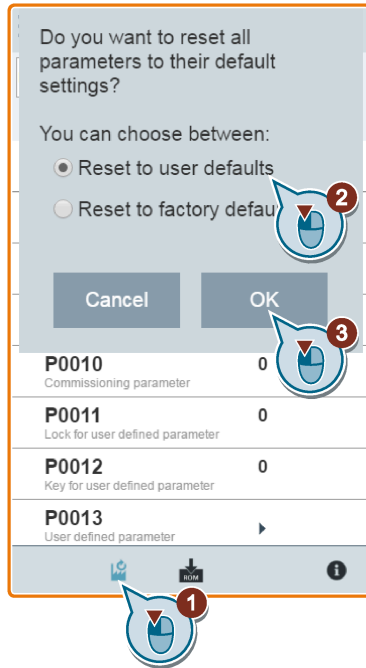 Do you want to reset all
parameters to their default
settings?
You can choose between:
Reset to user defaults
2
Reset to factory
Cancel
OK
3
P0010
0
Commissioning parameter
P0011
0
Lock for user defined parameter
P0012
0
Key for user defined parameter
P0013
User defined parameter
ROM
i
1